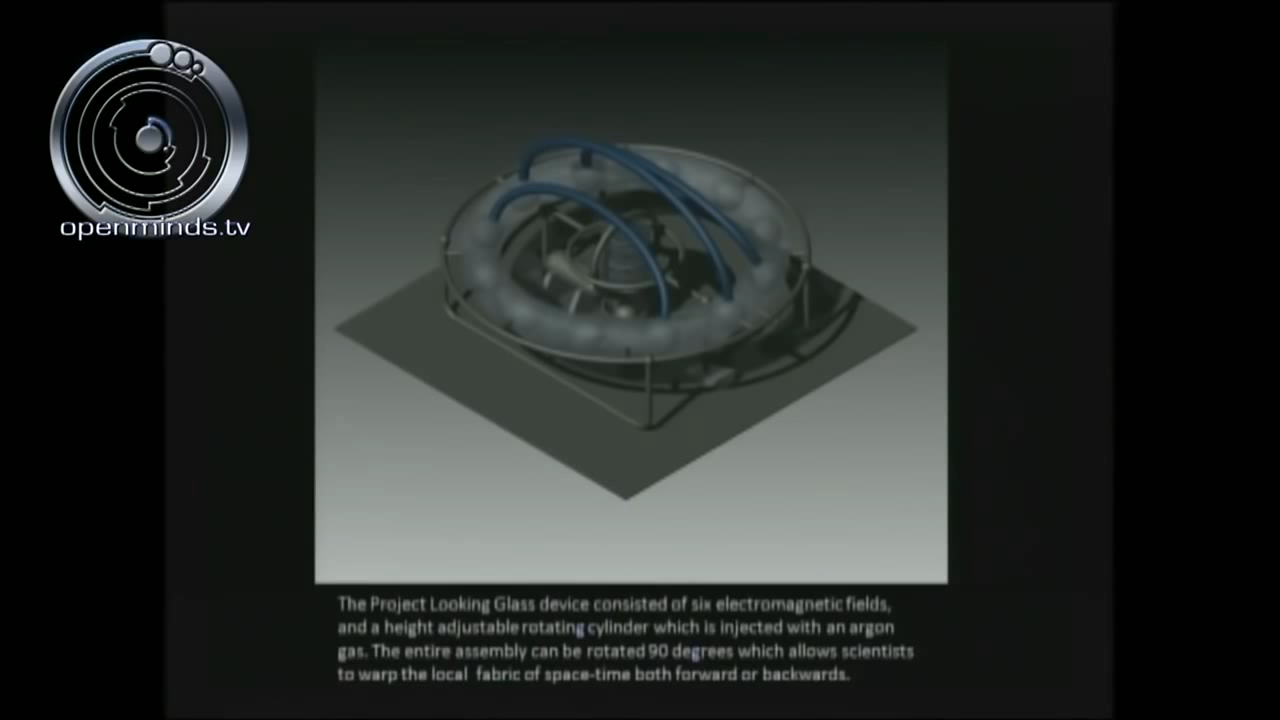 openminds.tv
The Project Looking Glass device consisted of six electromagnetic fields,
and a height adjustable rotating cylinder which is injected with an argon
gas. The entire assembly can be rotated 90 degrees which allows scientists
to warp the local fabric of space-time both forward or backwards.